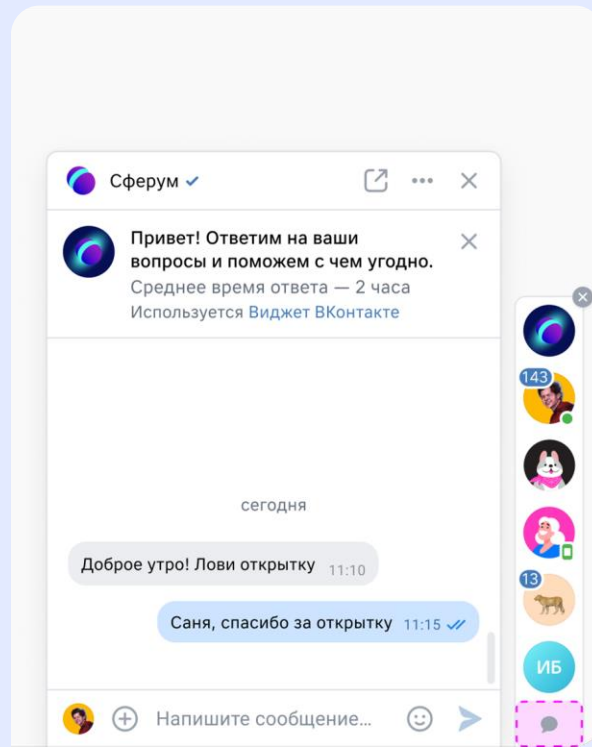 Сферум
Привет! Ответим на ваши
вопросы и поможем с чем угодно.
Среднее время ответа — 2 часа
Используется Виджет ВКонтакте
143
сегодня
Доброе утро! Лови открытку 11:10
13
Саня, спасибо за открытку 11:15
ИБ
Напишите сообщение...